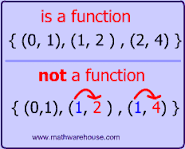 is a function
{ (0, 1), (1, 2 ) , (2, 4) }
not a function
{ (0,1), (1, 2 ) , (1, 4) }
www.mathwarehouse.com